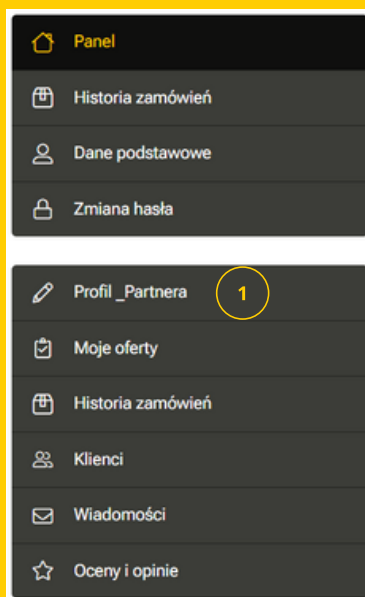 Panel
Historia zamówień
Dane podstawowe
Zmiana hasła
Profil _Partnera 1
Moje oferty
Historia zamówień
Klienci
Wiadomości
Oceny i opinie